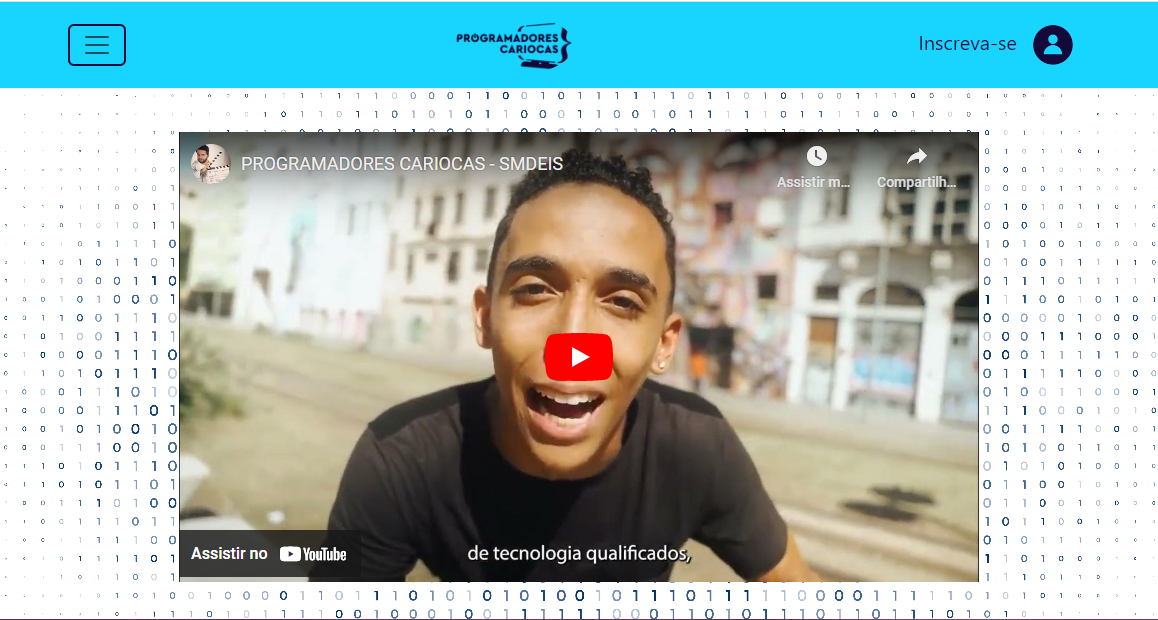 PROGRAMADORES
CARIOCAS
Inscreva-se
PROGRAMADORES CARIOCAS - SMDEIS
Assistir m...
Compartilh...
de tecnologia qualificados,
Assistir no YouTube